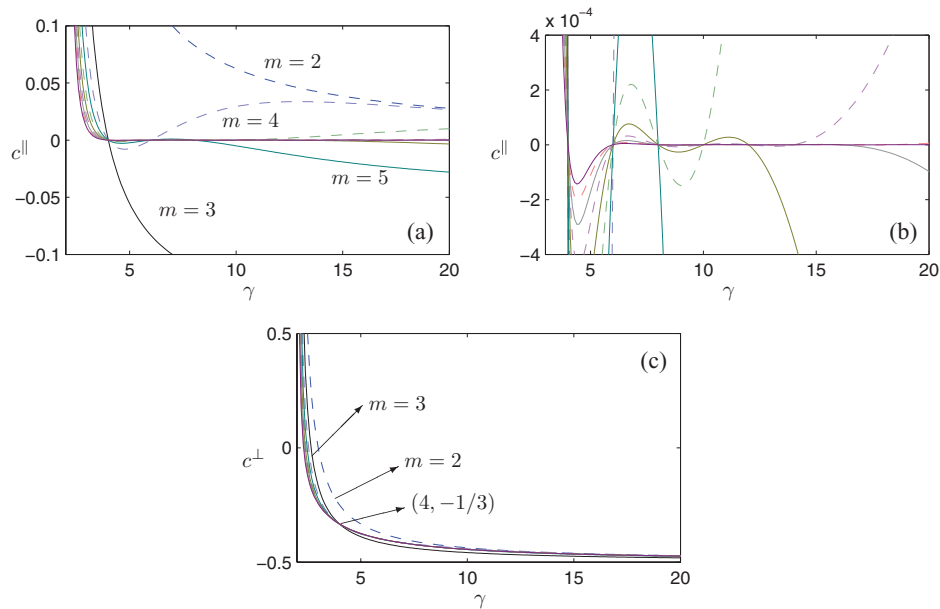 0.1
0.05
0
−0.05
−0.1
c∥
m = 2
m = 4
m = 5
m = 3
(a)
5 10 15 20
γ
× 10−4
4
2
0
−2
−4
c∥
(b)
5 10 15 20
γ
0.5
0
−0.5
c⊥
(c)
m = 3
m = 2
(4, −1/3)
5 10 15 20
γ